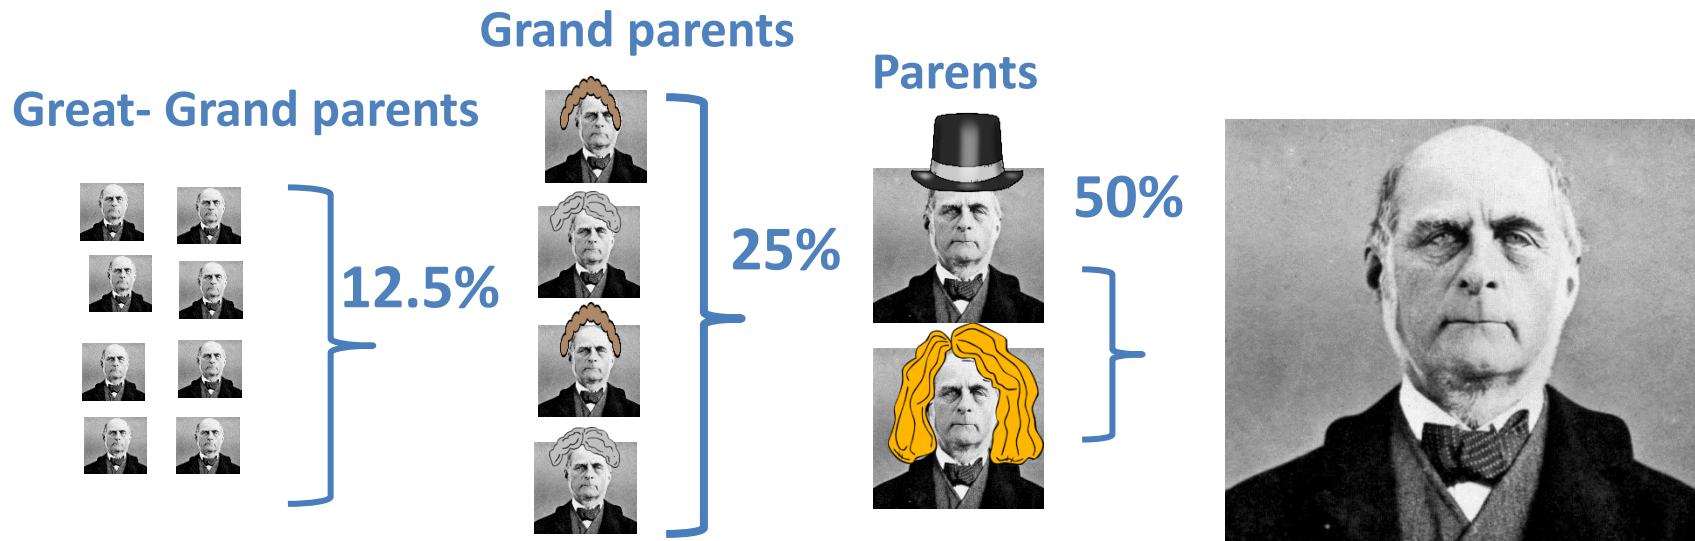 Great- Grand parents
12.5%
Grand parents
25%
Parents
50%